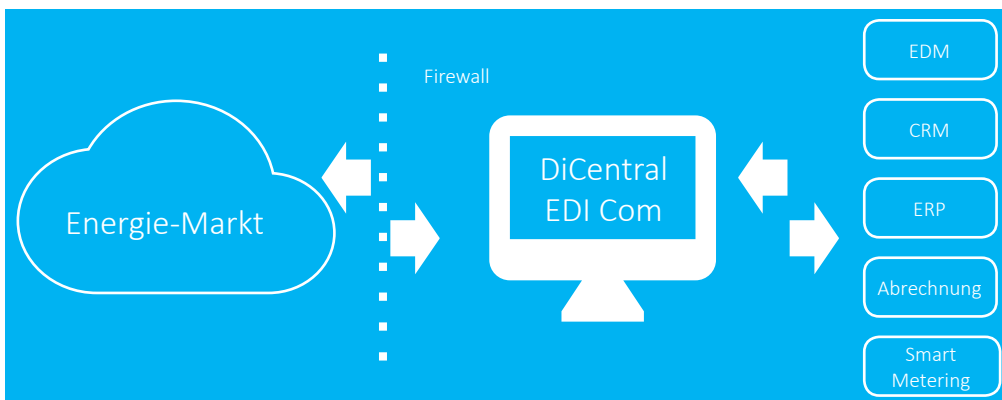 Energie-Markt
Firewall
DiCentral
EDI Com
EDM
CRM
ERP
Abrechnung
Smart
Metering